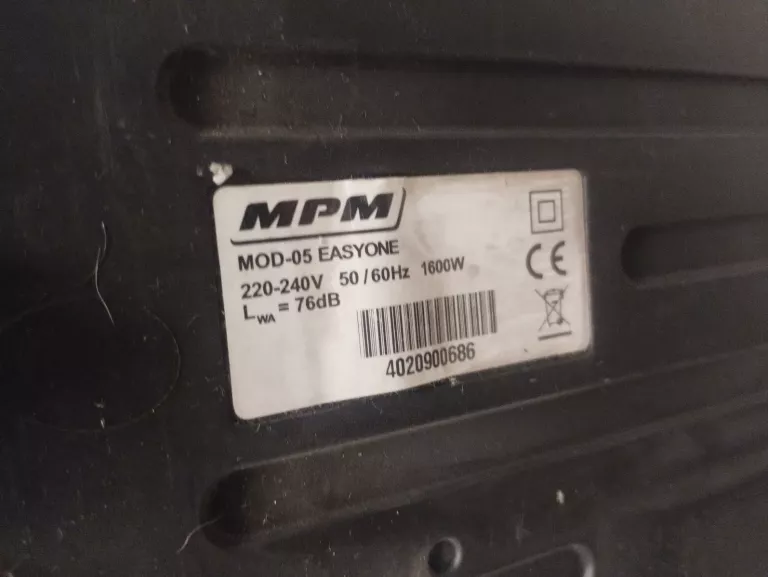 MPM
MOD-05 EASYONE
220-240V 50/60Hz 1600W
LWA = 76dB
CE
4020900686